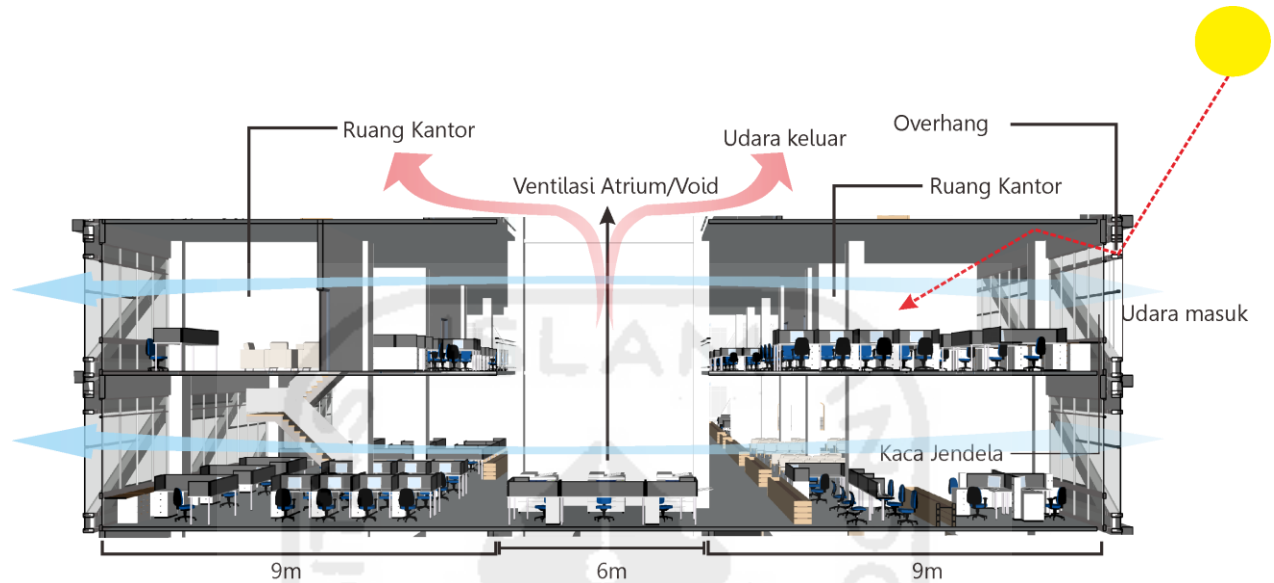 Ruang Kantor
Udara keluar
Overhang
Ventilasi Atrium/Void
Ruang Kantor
Udara masuk
Kaca Jendela
9m
6m
9m